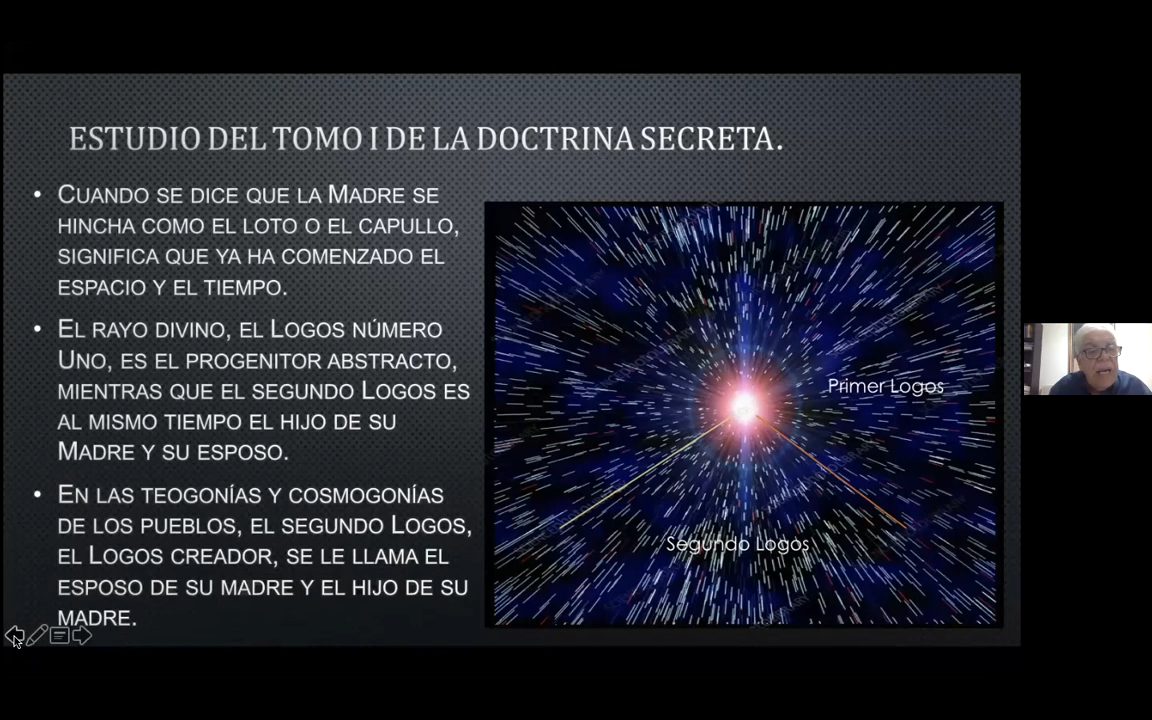 ESTUDIO DEL TOMO I DE LA DOCTRINA SECRETA.
• CUANDO SE DICE QUE LA MADRE SE
HINCHA COMO EL LOTO O EL CAPULLO,
SIGNIFICA QUE YA HA COMENZADO EL
ESPACIO Y EL TIEMPO.
• EL RAYO DIVINO, EL LOGOS NÚMERO
UNO, ES EL PROGENITOR ABSTRACTO,
MIENTRAS QUE EL SEGUNDO LOGOS ES
AL MISMO TIEMPO EL HIJO DE SU
MADRE Y SU ESPOSO.
• EN LAS TEOGONÍAS Y COSMOGONÍAS
DE LOS PUEBLOS, EL SEGUNDO LOGOS,
EL LOGOS CREADOR, SE LE LLAMA EL
ESPOSO DE SU MADRE Y EL HIJO DE SU
MADRE.
Primer Logos
Segundo Logos